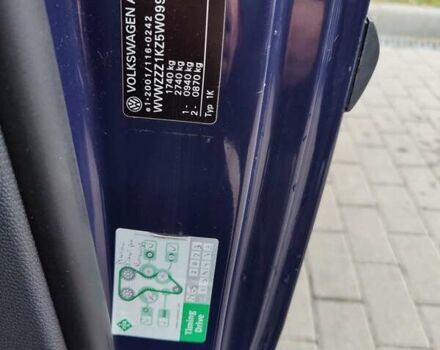 VOLKSWAGEN A
e1-2001/116-0242
WVWZZZ1KZ5W099
1740 kg
2740 kg
1 - 0940 kg
2 - 0870 kg
Typ 1K
Timing
Drive